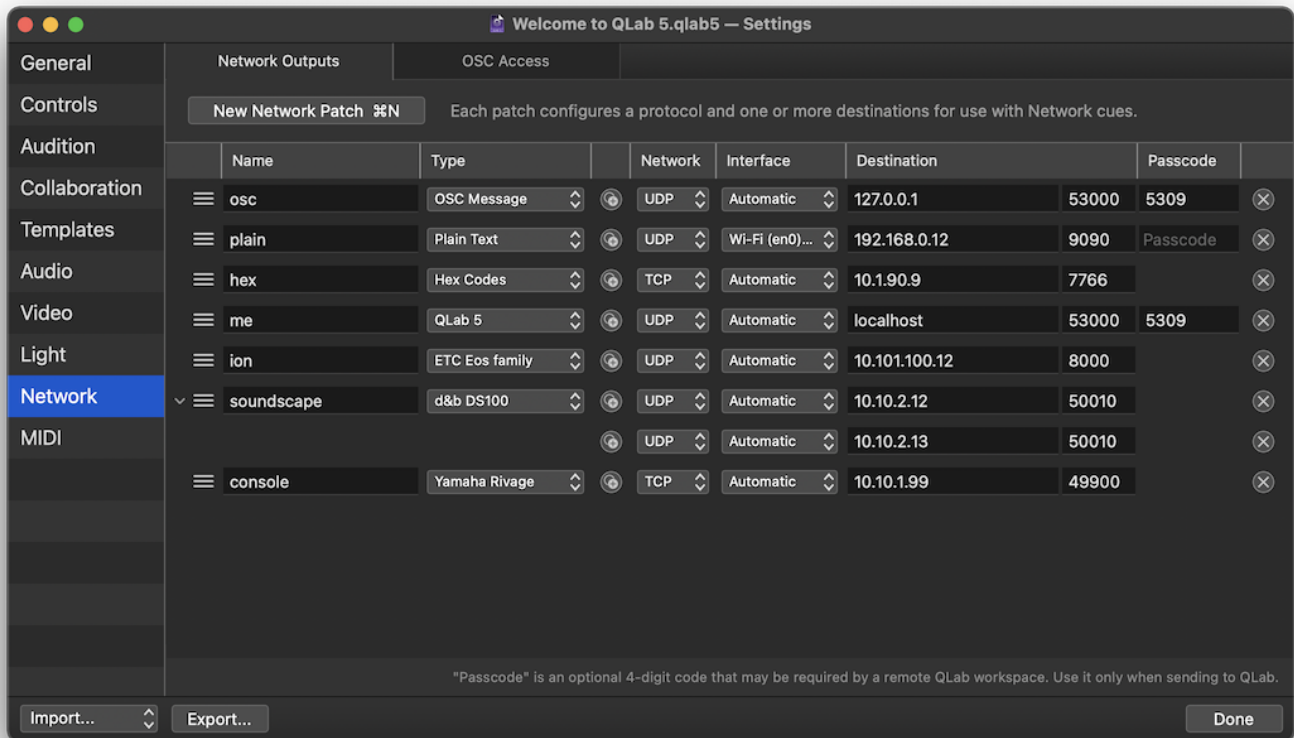 Welcome to QLab 5.qlab5 — Settings
General
Controls
Audition
Collaboration
Templates
Audio
Video
Light
Network
MIDI
Network Outputs OSC Access
New Network Patch ⌘N Each patch configures a protocol and one or more destinations for use with Network cues.
Name Type Network Interface Destination Passcode
osc OSC Message UDP Automatic 127.0.0.1 53000 5309
plain Plain Text UDP Wi-Fi (en0)... 192.168.0.12 9090 Passcode
hex Hex Codes TCP Automatic 10.1.90.9 7766
me QLab 5 UDP Automatic localhost 53000 5309
ion ETC Eos family UDP Automatic 10.101.100.12 8000
soundscape d&b DS100 UDP Automatic 10.10.2.12 50010
UDP Automatic 10.10.2.13 50010
console Yamaha Rivage TCP Automatic 10.10.1.99 49900
"Passcode" is an optional 4-digit code that may be required by a remote QLab workspace. Use it only when sending to QLab.
Import... Export... Done